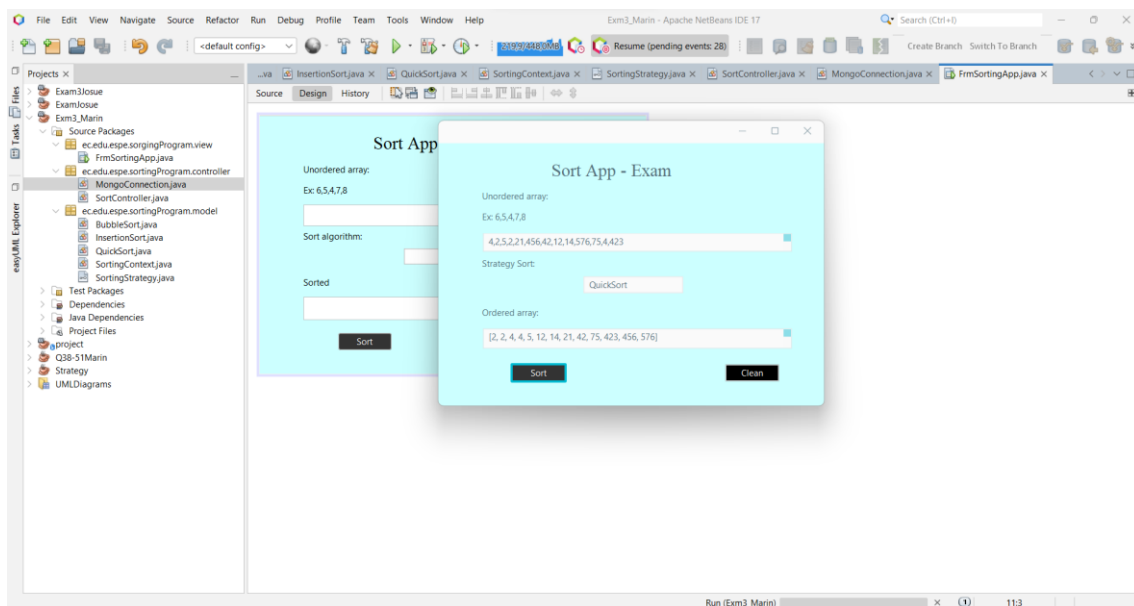 File Edit View Navigate Source Refactor Run Debug Profile Team Tools Window Help
Exm3_Marin - Apache NetBeans IDE 17
Search (Ctrl+I)
<default config>
Resume (pending events: 28)
Create Branch Switch To Branch
Projects
...va InsertionSort.java QuickSort.java SortingContext.java SortingStrategy.java SortController.java MongoConnection.java FrmSortingApp.java
Source Design History
Files
Tasks
easyUML Explorer
Exam3Josue
ExamJosue
Exm3_Marin
Source Packages
ec.edu.espe.sorgingProgram.view
FrmSortingApp.java
ec.edu.espe.sortingProgram.controller
MongoConnection.java
SortController.java
ec.edu.espe.sortingProgram.model
BubbleSort.java
InsertionSort.java
QuickSort.java
SortingContext.java
SortingStrategy.java
Test Packages
Dependencies
Java Dependencies
Project Files
project
Q38-51Marin
Strategy
UMLDiagrams
Sort App
Unordered array:
Ex: 6,5,4,7,8
Sort algorithm:
Sorted
Sort
Sort App - Exam
Unordered array:
Ex: 6,5,4,7,8
4,2,5,2,21,456,42,12,14,576,75,4,423
Strategy Sort:
QuickSort
Ordered array:
[2, 2, 4, 4, 5, 12, 14, 21, 42, 75, 423, 456, 576]
Sort
Clean
Run (Exm3_Marin)
(1)
11:3